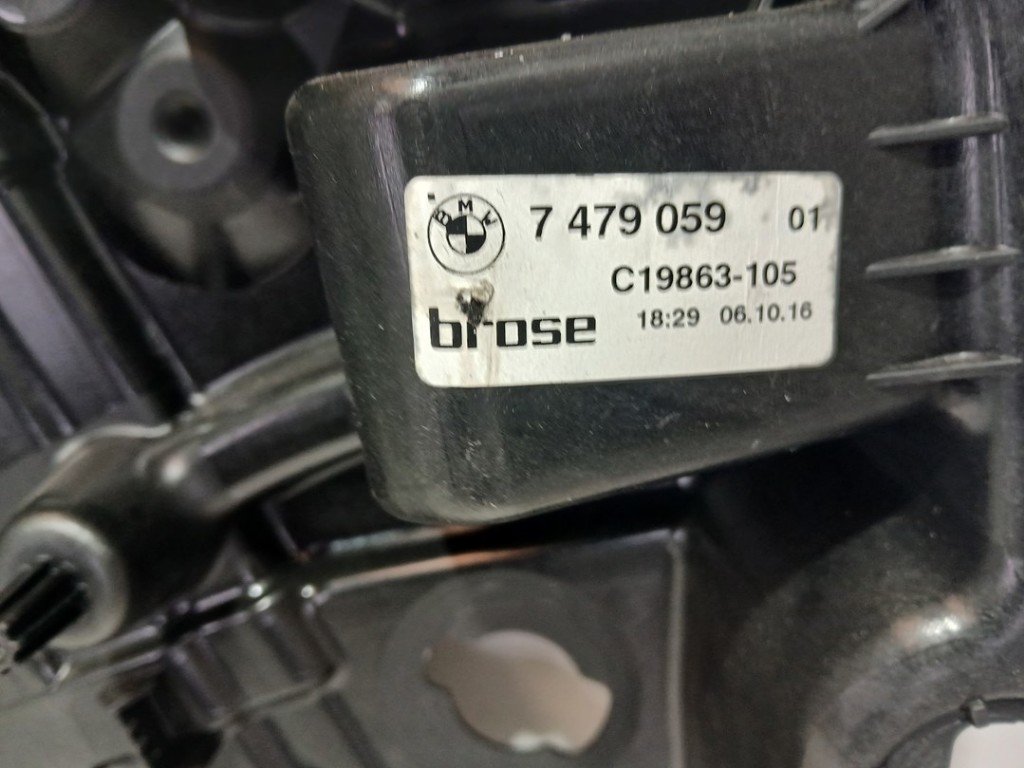 BMW 7 479 059 01
C19863-105
brose 18:29 06.10.16